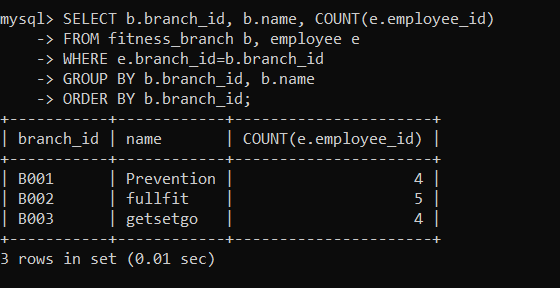 mysql> SELECT b.branch_id, b.name, COUNT(e.employee_id)
    -> FROM fitness_branch b, employee e
    -> WHERE e.branch_id=b.branch_id
    -> GROUP BY b.branch_id, b.name
    -> ORDER BY b.branch_id;
+-----------+------------+----------------------+
| branch_id | name       | COUNT(e.employee_id) |
+-----------+------------+----------------------+
| B001      | Prevention |                    4 |
| B002      | fullfit    |                    5 |
| B003      | getsetgo   |                    4 |
+-----------+------------+----------------------+
3 rows in set (0.01 sec)